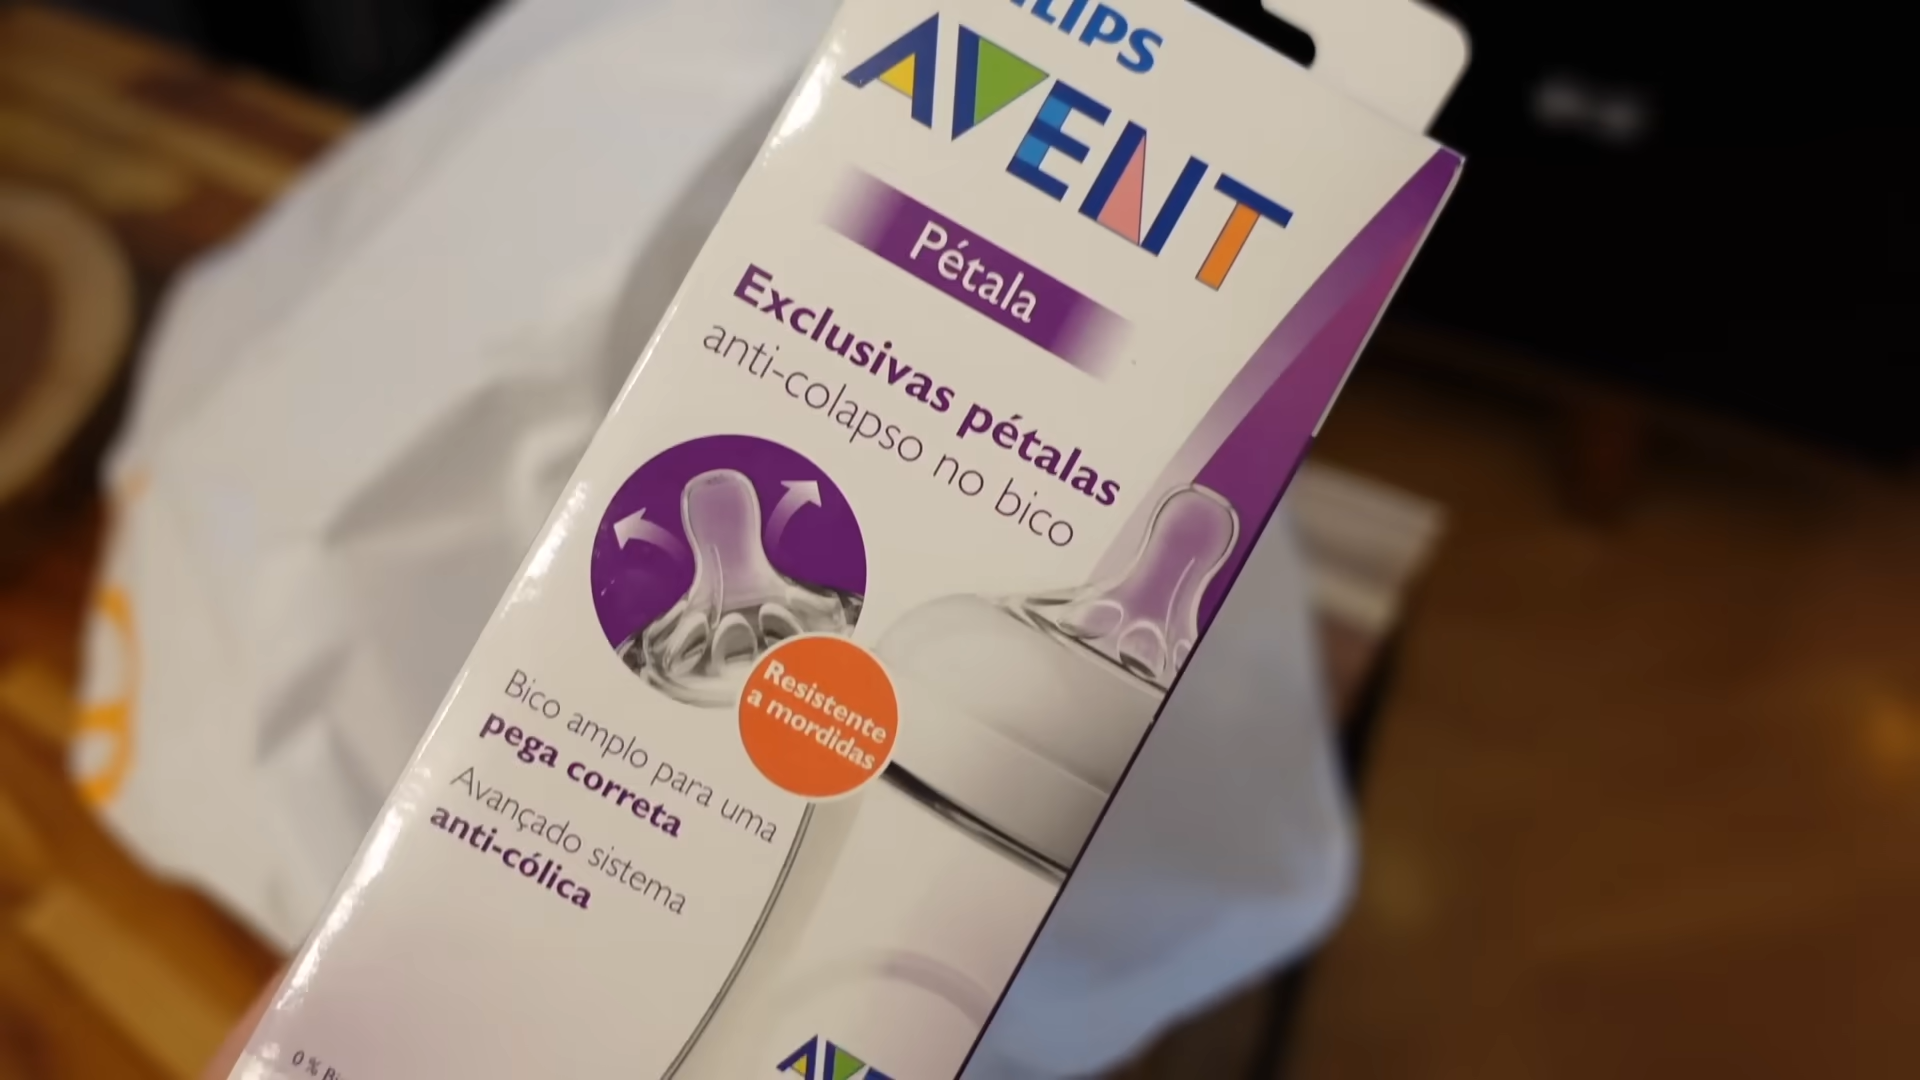 AVENT
Pétala
Exclusivas pétalas
anti-colapso no bico
Resistente
a mordidas
Bico amplo para uma
pega correta
Avançado sistema
anti-cólica
0 %